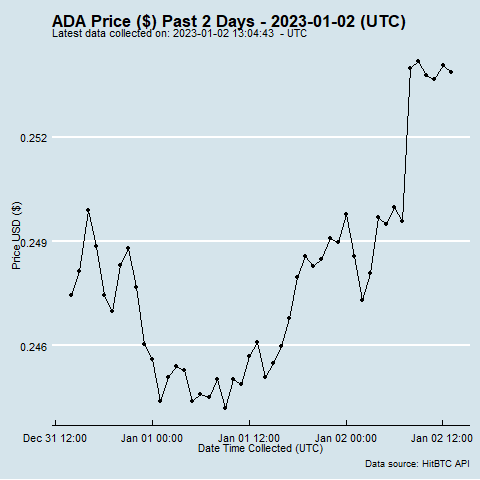 ADA Price ($) Past 2 Days - 2023-01-02 (UTC)
Latest data collected on: 2023-01-02 13:04:43 - UTC
Price USD ($)
0.252
0.249
0.246
Dec 31 12:00 Jan 01 00:00 Jan 01 12:00 Jan 02 00:00 Jan 02 12:00
Date Time Collected (UTC)
Data source: HitBTC API